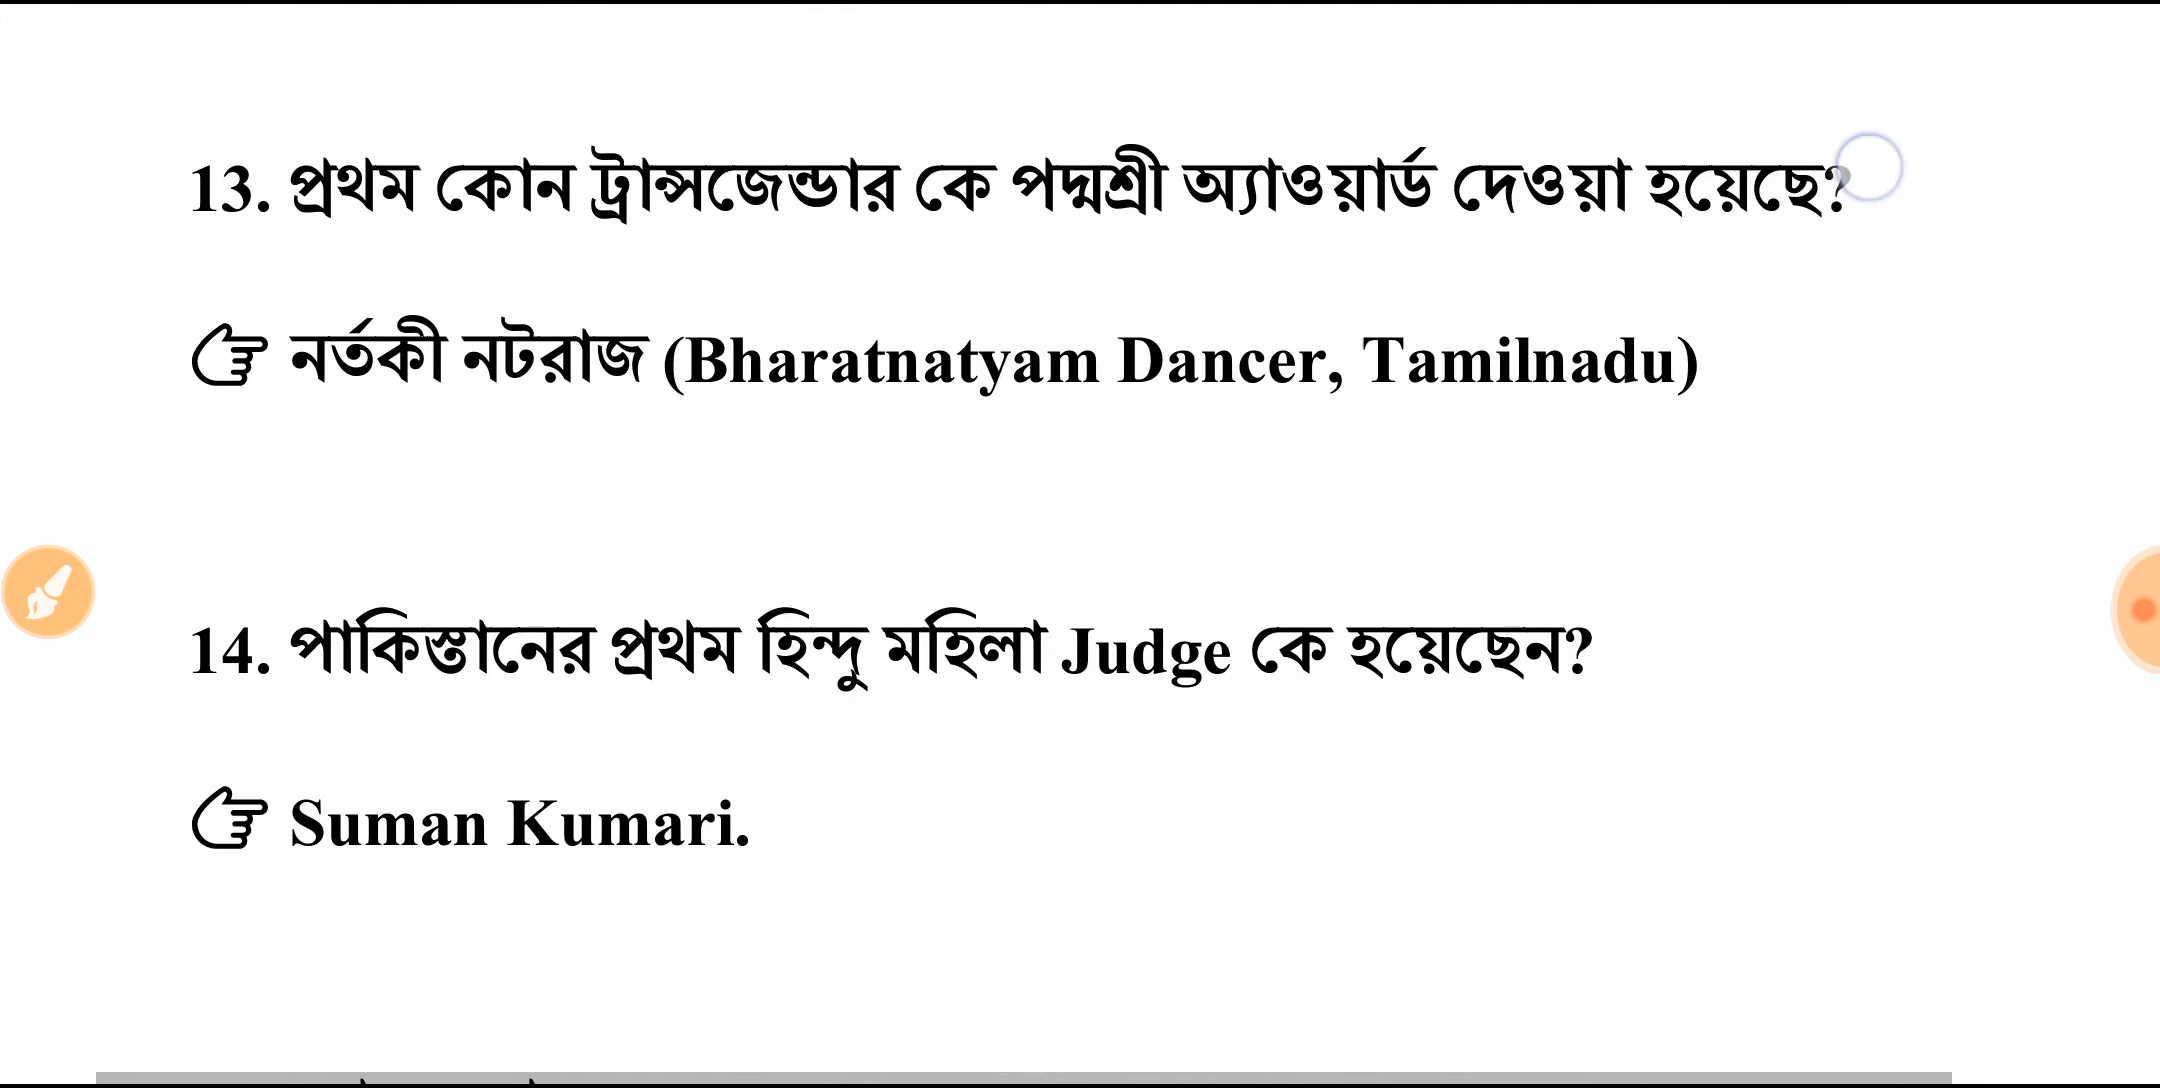 13. প্রথম কোন ট্রান্সজেন্ডার কে পদ্মশ্রী অ্যাওয়ার্ড দেওয়া হয়েছে?
👉 নর্তকী নটরাজ (Bharatnatyam Dancer, Tamilnadu)
14. পাকিস্তানের প্রথম হিন্দু মহিলা Judge কে হয়েছেন?
👉 Suman Kumari.